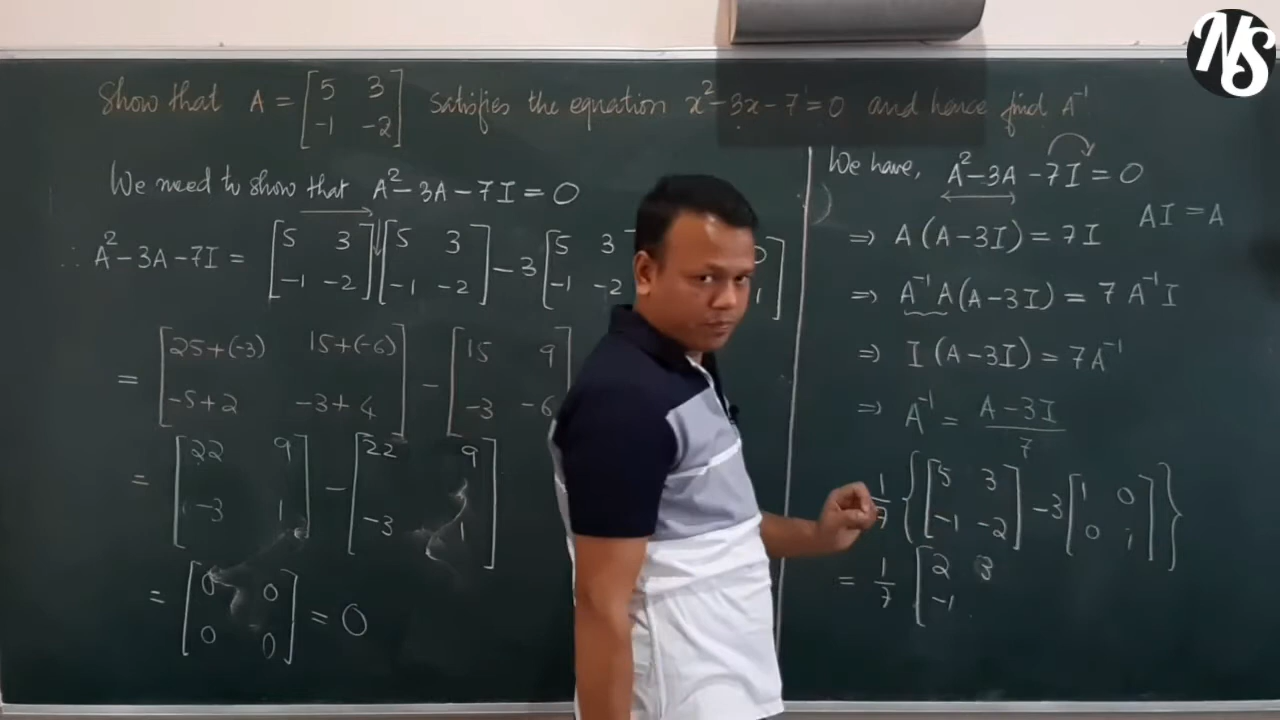 Show that A = [5 3 -1 -2] satisfies the equation x² - 3x - 7 = 0 and hence find A⁻¹
We need to show that A² - 3A - 7I = 0
∴ A² - 3A - 7I = [5 3 -1 -2] [5 3 -1 -2] - 3 [5 3 -1 -2
= [25+(-3) 15+(-6) -5+2 -3+4] - [15 9 -3 -6
= [22 9 -3 1] - [22 9 -3 1]
= [0 0 0 0] = 0
We have, A² - 3A - 7I = 0
⇒ A(A - 3I) = 7I AI = A
⇒ A⁻¹A(A - 3I) = 7A⁻¹I
⇒ I(A - 3I) = 7A⁻¹
⇒ A⁻¹ = A - 3I / 7
1/7 {[5 3 -1 -2] - 3 [1 0 0 1]}
= 1/7 [2 3 -1
NS